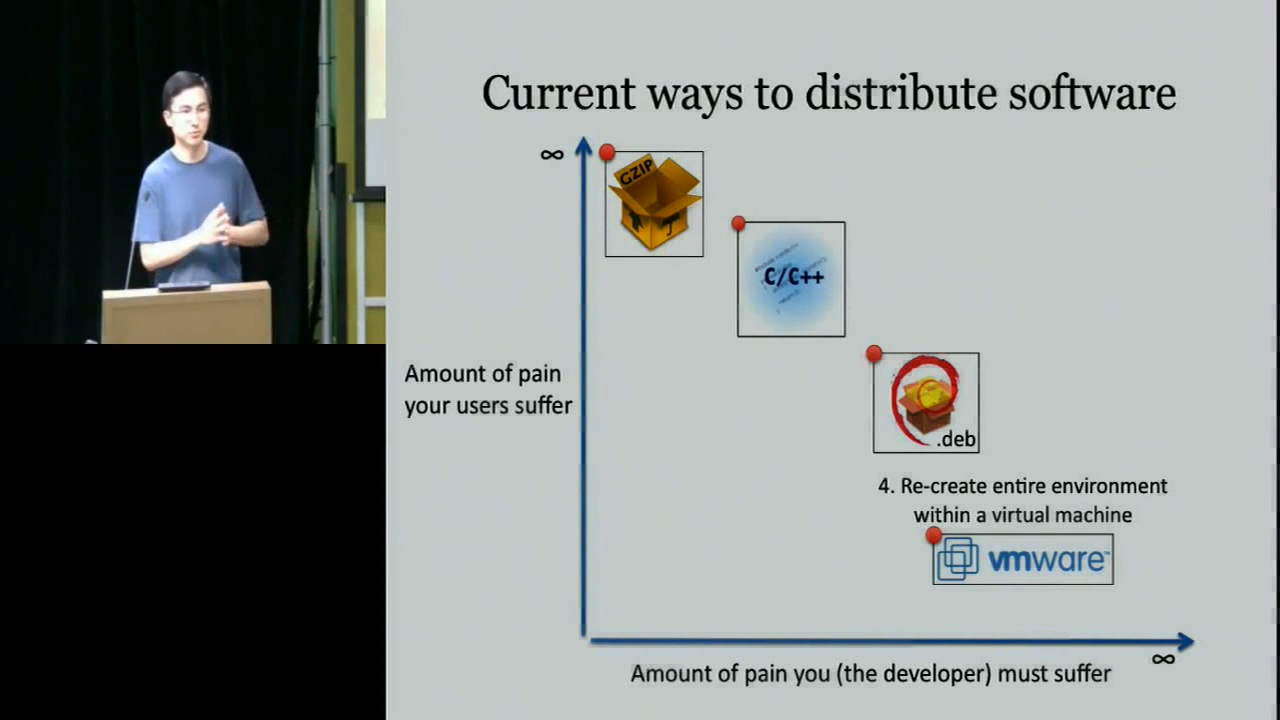 Current ways to distribute software
∞
GZIP
C/C++
Amount of pain
your users suffer
.deb
4. Re-create entire environment
within a virtual machine
vmware™
∞
Amount of pain you (the developer) must suffer